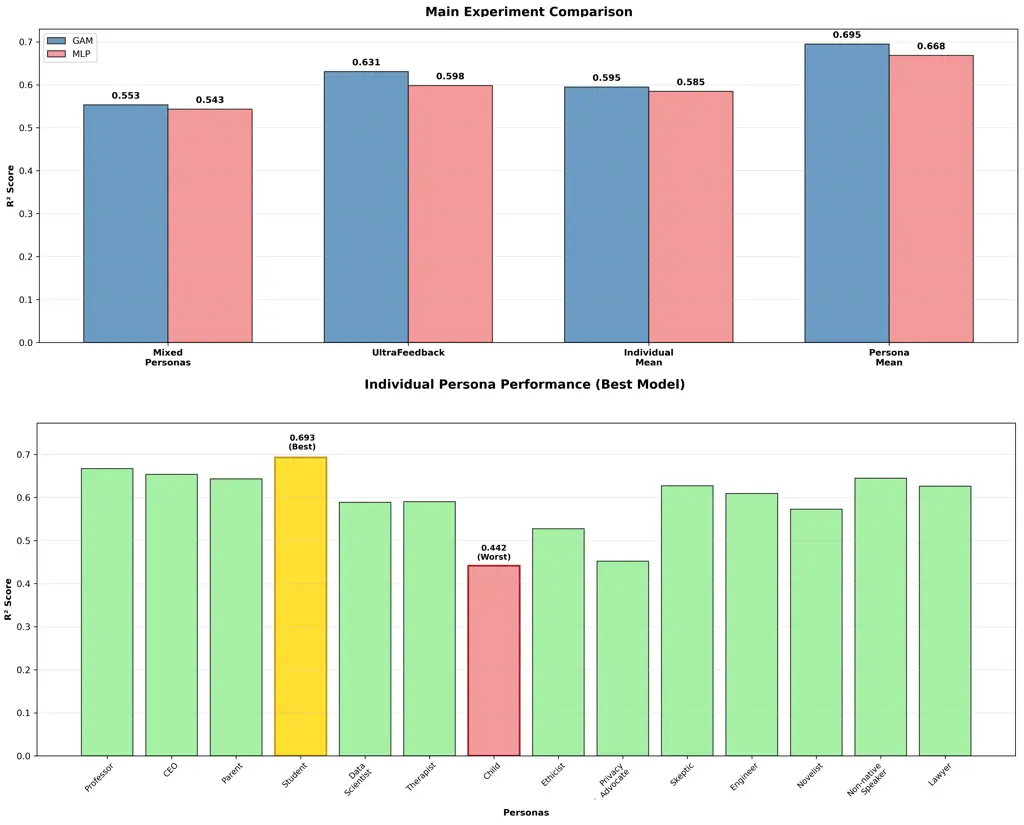 Main Experiment Comparison
GAM
MLP
R² Score
0.7
0.6
0.5
0.4
0.3
0.2
0.1
0.0
0.553
0.543
0.631
0.598
0.595
0.585
0.695
0.668
Mixed
Personas
UltraFeedback
Individual
Mean
Persona
Mean
Individual Persona Performance (Best Model)
R² Score
0.7
0.6
0.5
0.4
0.3
0.2
0.1
0.0
0.693
(Best)
0.442
(Worst)
Professor
CEO
Parent
Student
Data
Scientist
Therapist
Child
Ethicist
Privacy
Advocate
Skeptic
Engineer
Novelist
Non-native
Speaker
Lawyer
Personas